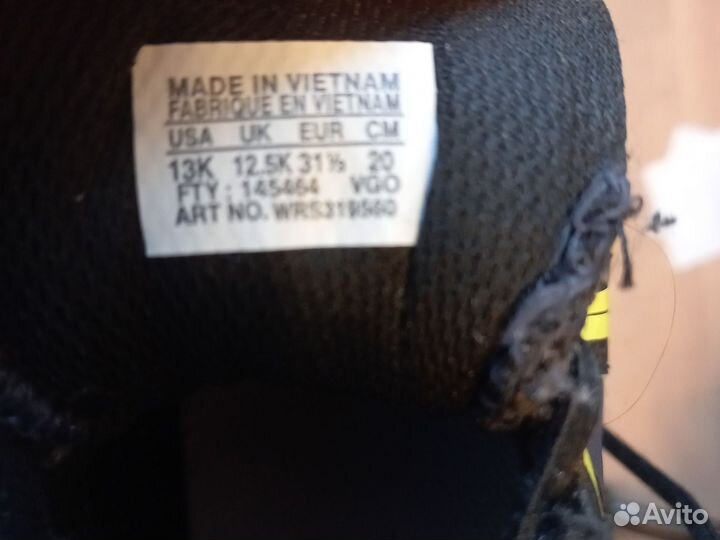 MADE IN VIETNAM
FABRIQUE EN VIETNAM
USA UK EUR CM
13K 12.5K 31½ 20
FTY: 145464 VGO
ART NO. WRS319560
Avito